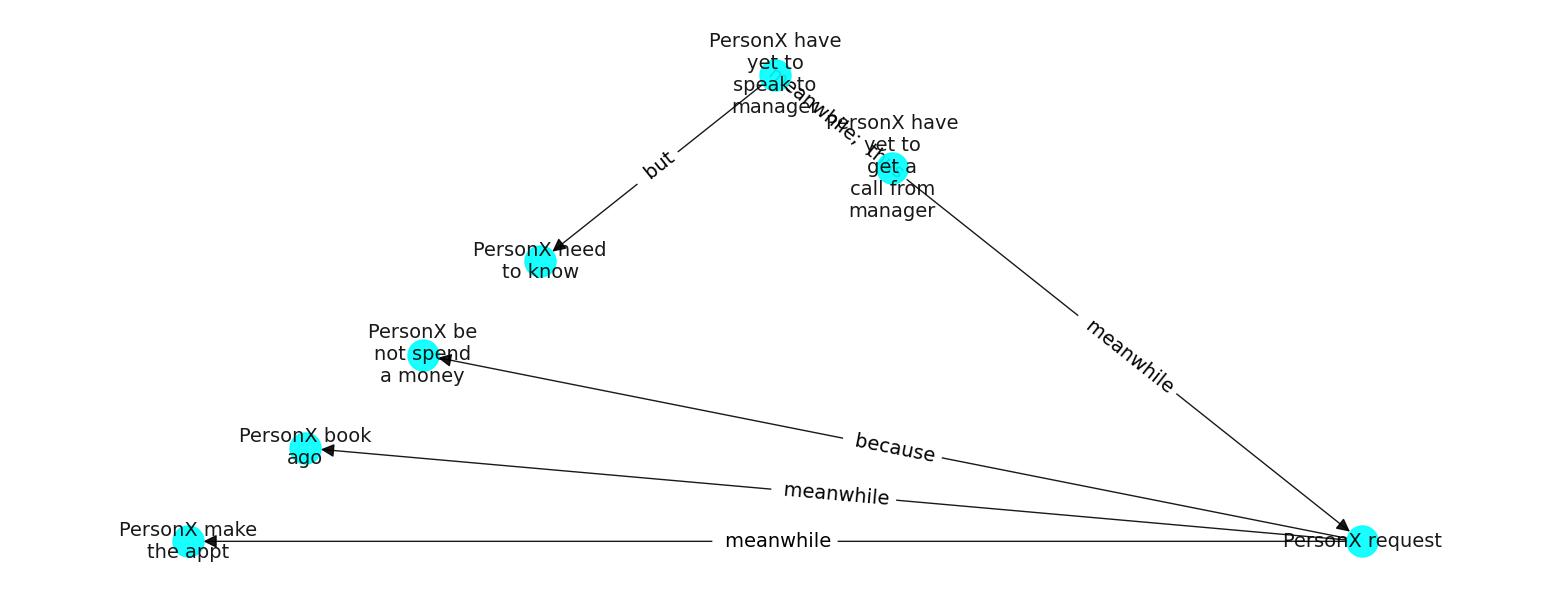 PersonX have
yet to
speak to
manager
PersonX have
yet to
get a
call from
manager
but
PersonX need
to know
PersonX be
not spend
a money
meanwhile
because
PersonX book
ago
meanwhile
PersonX make
the appt
meanwhile
PersonX request